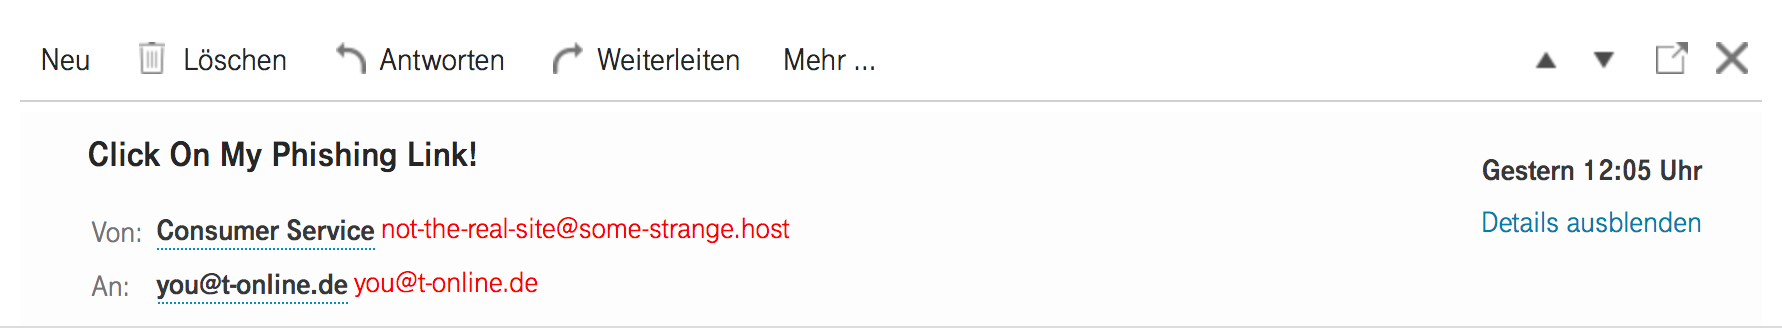 Neu Löschen Antworten Weiterleiten Mehr ...
Click On My Phishing Link!
Gestern 12:05 Uhr
Von: Consumer Service not-the-real-site@some-strange.host
Details ausblenden
An: you@t-online.de you@t-online.de